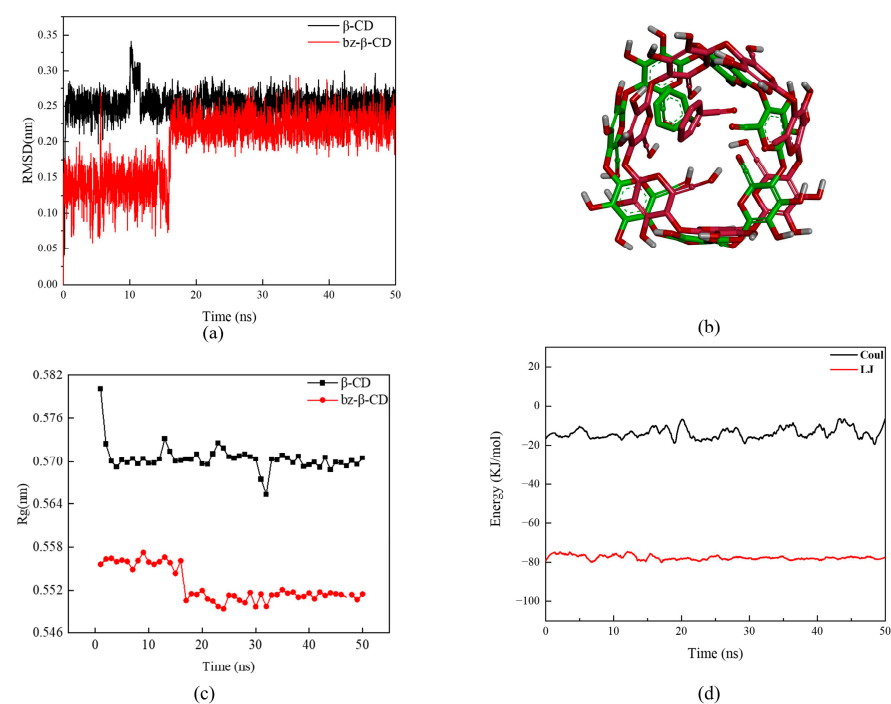 β-CD
bz-β-CD
0.35
0.30
0.25
0.20
0.15
0.10
0.05
0.00
RMSD(nm)
0 10 20 30 40 50
Time (ns)
(a)
(b)
0.582
0.576
0.570
0.564
0.558
0.552
0.546
Rg(nm)
β-CD
bz-β-CD
0 10 20 30 40 50
Time (ns)
(c)
Coul
LJ
20
0
−20
−40
−60
−80
−100
Energy (KJ/mol)
0 10 20 30 40 50
Time (ns)
(d)